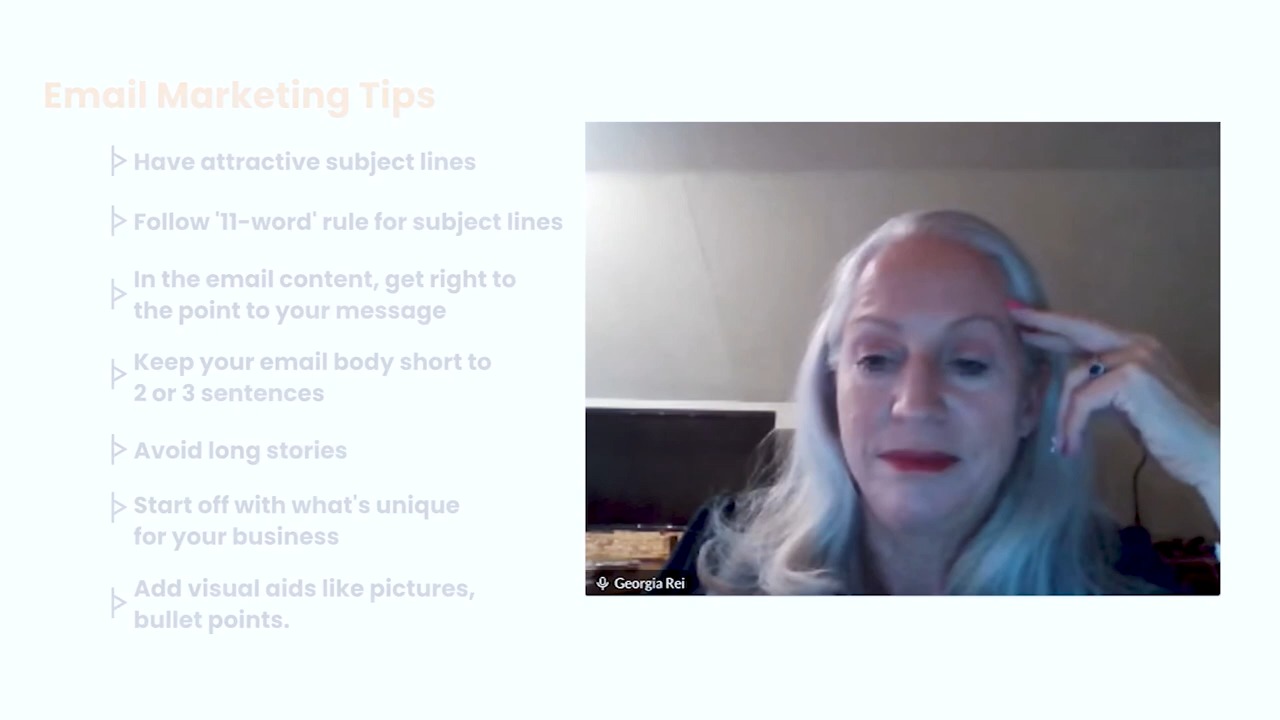 Email Marketing Tips
Have attractive subject lines
Follow '11-word' rule for subject lines
In the email content, get right to
the point to your message
Keep your email body short to
2 or 3 sentences
Avoid long stories
Start off with what's unique
for your business
Add visual aids like pictures,
bullet points.
Georgia Rei